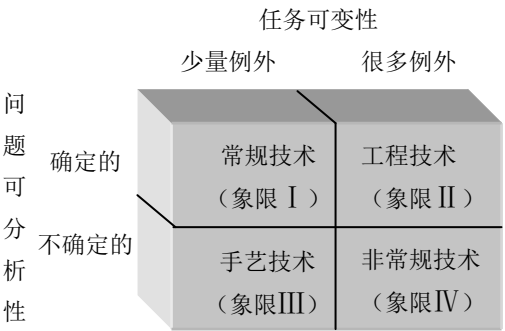 任务可变性
少量例外 很多例外
问题可分析性
确定的
常规技术
（象限Ⅰ）
工程技术
（象限Ⅱ）
不确定的
手艺技术
（象限Ⅲ）
非常规技术
（象限Ⅳ）